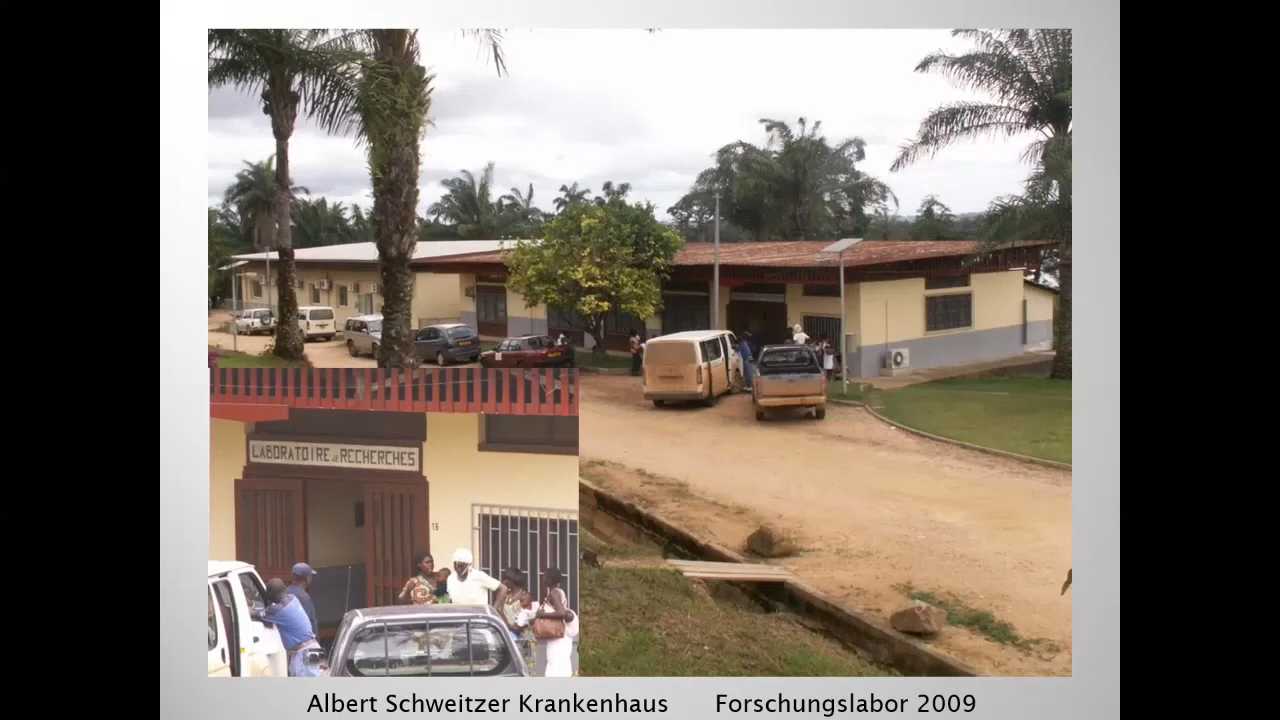 LABORATOIRE de RECHERCHES
18
Albert Schweitzer Krankenhaus Forschungslabor 2009